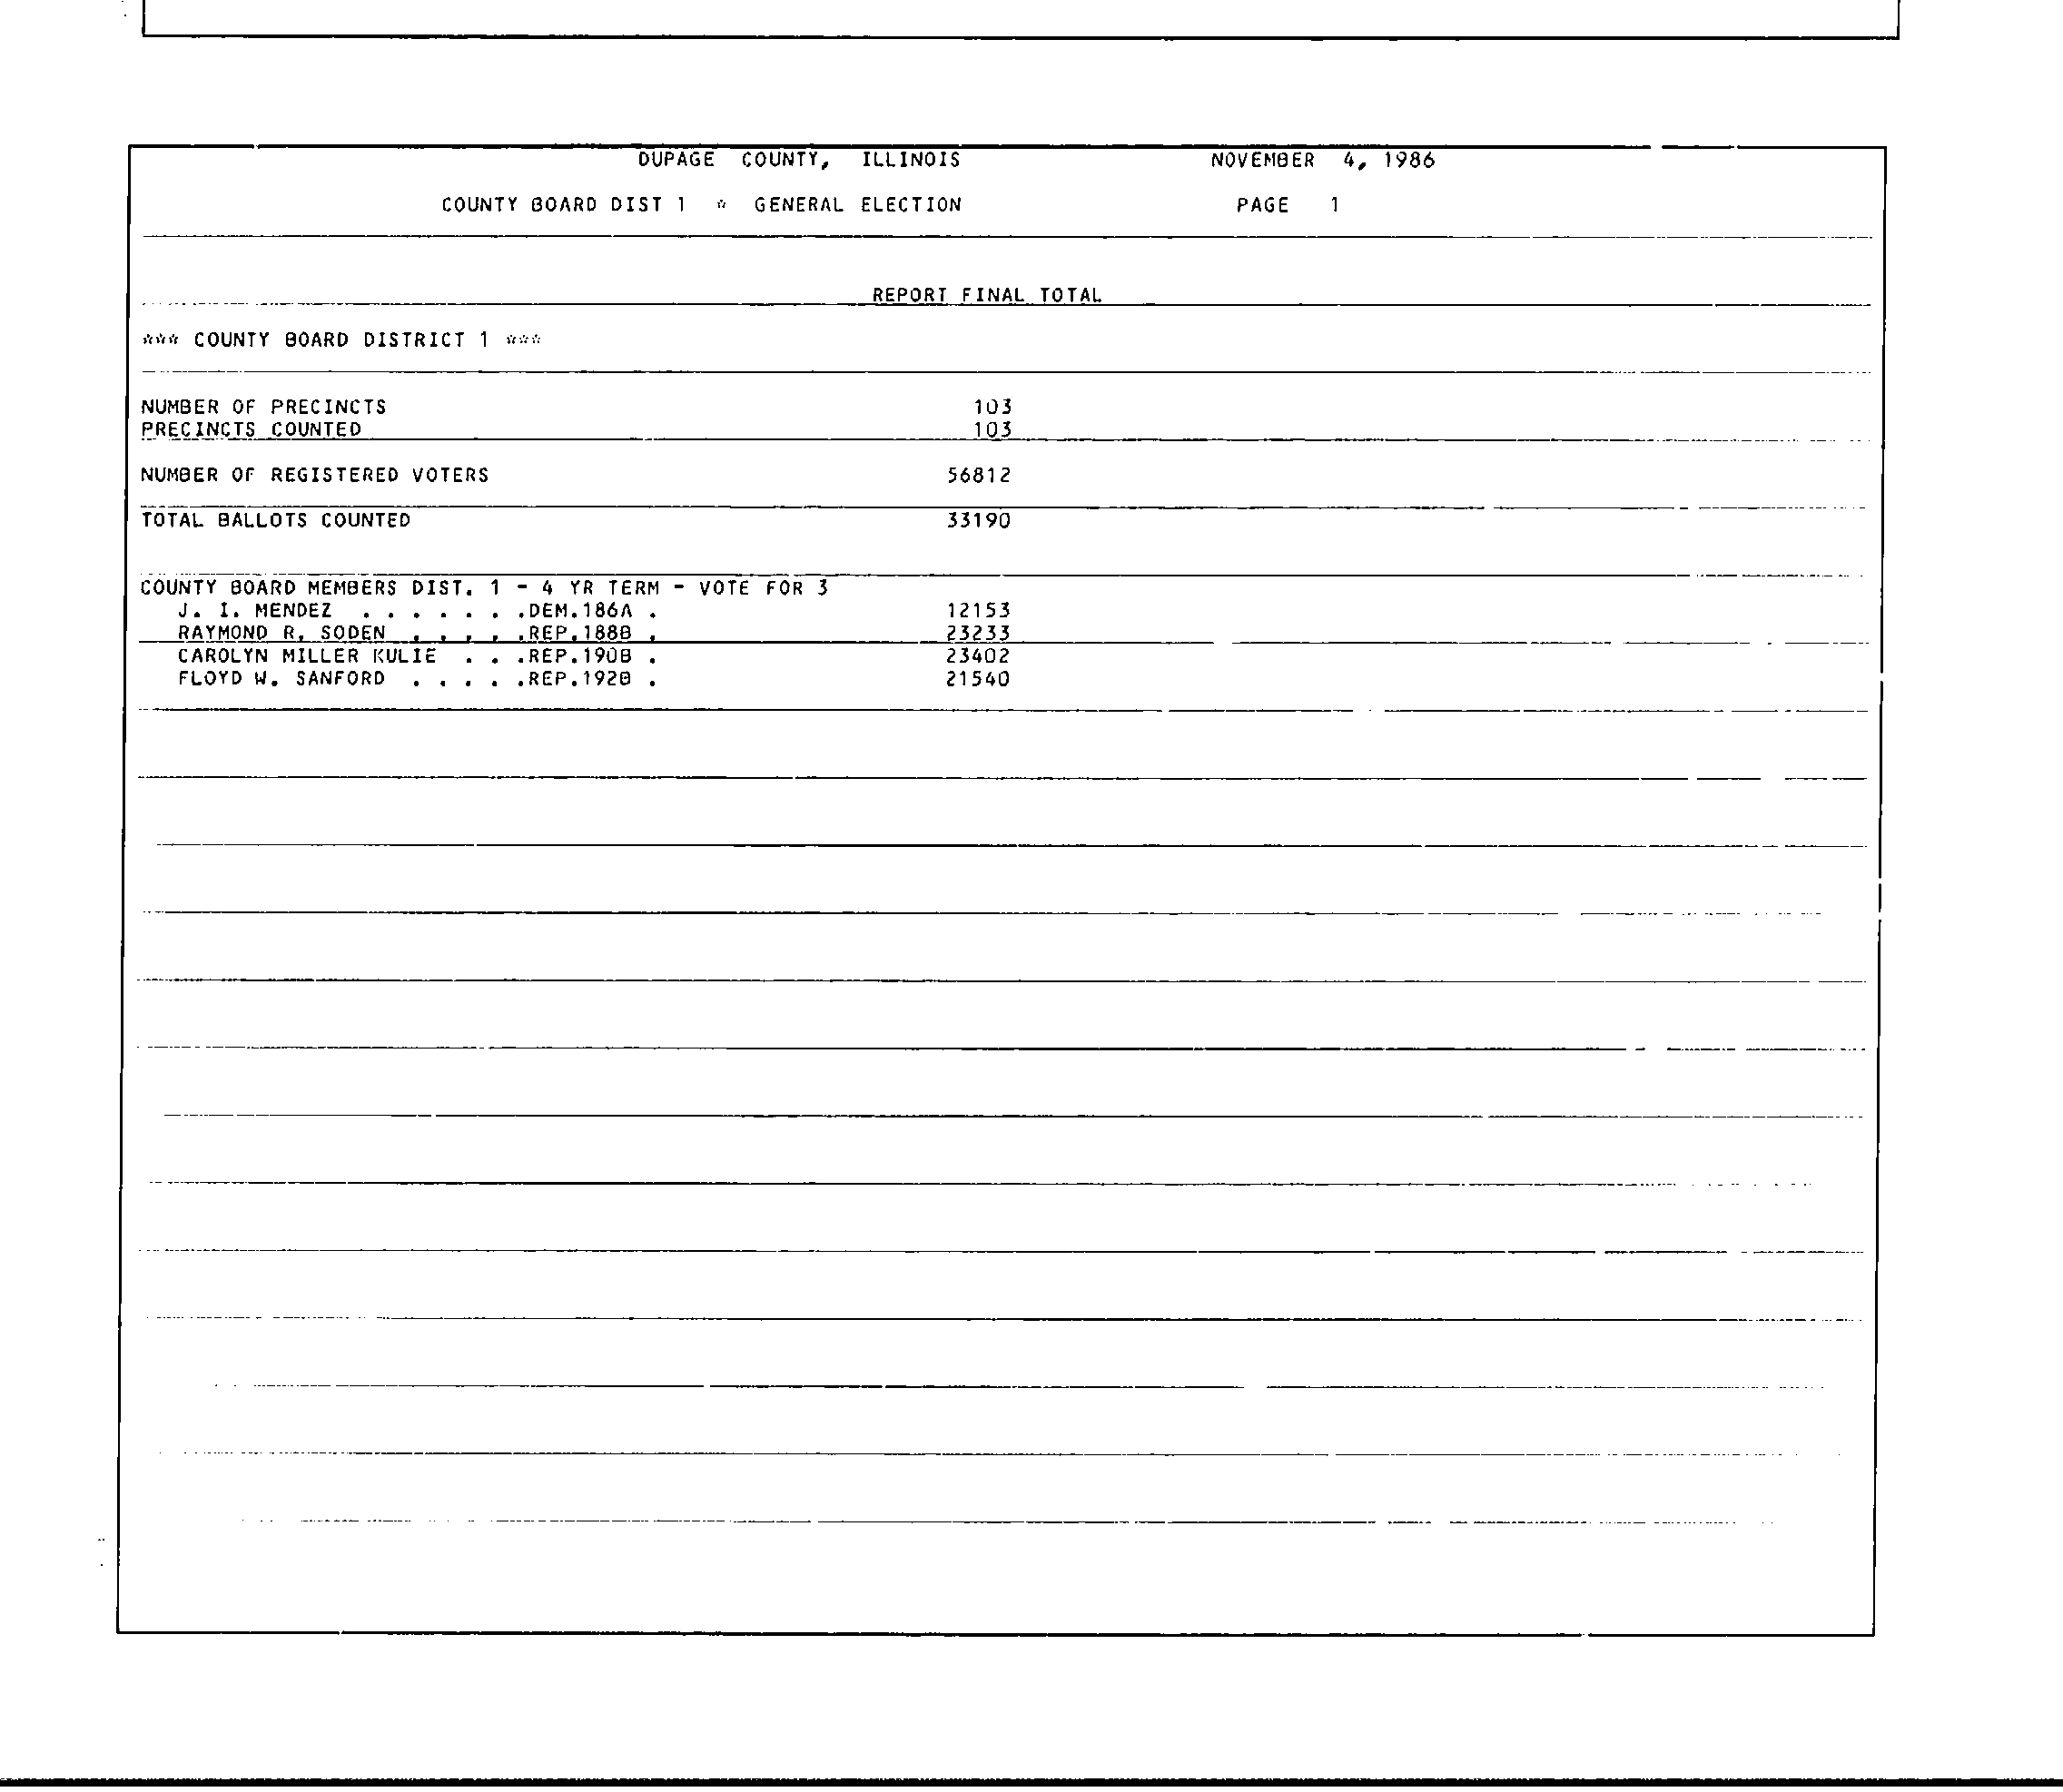 DUPAGE COUNTY, ILLINOIS NOVEMBER 4, 1986
COUNTY BOARD DIST 1 * GENERAL ELECTION PAGE 1
REPORT FINAL TOTAL
*** COUNTY BOARD DISTRICT 1 ***
NUMBER OF PRECINCTS 103
PRECINCTS COUNTED 103
NUMBER OF REGISTERED VOTERS 56812
TOTAL BALLOTS COUNTED 33190
COUNTY BOARD MEMBERS DIST. 1 - 4 YR TERM - VOTE FOR 3
J. I. MENDEZ . . . . . . .DEM.186A . 12153
RAYMOND R. SODEN . . . . .REP.188B . 23233
CAROLYN MILLER KULIE . . .REP.190B . 23402
FLOYD W. SANFORD . . . . .REP.192B . 21540